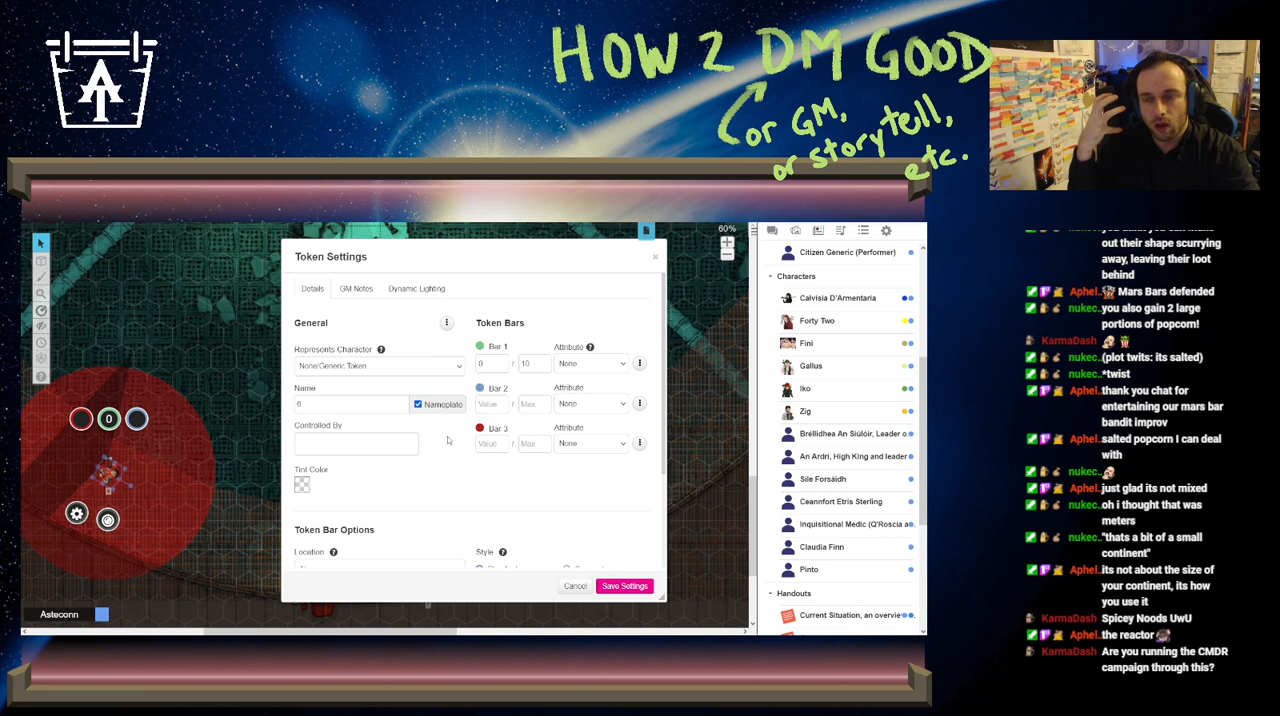 HOW 2 DM GOOD
or GM,
or storytell,
etc.
60%
Token Settings
Details GM Notes Dynamic Lighting
General
Represents Character
None/Generic Token
Name
6 Nameplate
Controlled By
Tint Color
Token Bars
Bar 1 Attribute
0 / 10 None
Bar 2 Attribute
Value / Max None
Bar 3 Attribute
Value / Max None
Token Bar Options
Location Style
Cancel Save Settings
0
Asteconn
Citizen Generic (Performer)
Characters
Calvisia D'Armentaria
Forty Two
Fini
Gallus
Iko
Zig
Bréllidhea An Siúlóir, Leader o
An Ardri, High King and leader
Sile Forsaidh
Ceannfort Etris Sterling
Inquisitional Medic (Q'Roscia a
Claudia Finn
Pinto
Handouts
Current Situation, an overvie
out their shape scurrying
away, leaving their loot
behind
Aphel.. Mars Bars defended
nukec.. you also gain 2 large
portions of popcorn!
KarmaDash
nukec.. (plot twits: its salted)
nukec.. *twist
Aphel.. thank you chat for
entertaining our mars bar
bandit improv
Aphel.. salted popcorn I can deal
with
nukec..
Aphel.. just glad its not mixed
nukec.. oh i thought that was
meters
nukec.. "thats a bit of a small
continent"
Aphel.. its not about the size of
your continent, its how
you use it
KarmaDash Spicey Noods UwU
Aphel.. the reactor
KarmaDash Are you running the CMDR
campaign through this?